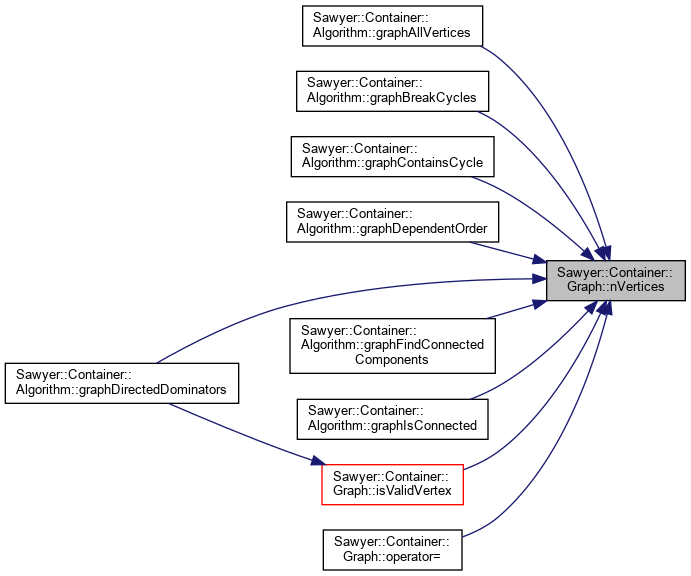 Sawyer::Container::
Algorithm::graphAllVertices
Sawyer::Container::
Algorithm::graphBreakCycles
Sawyer::Container::
Algorithm::graphContainsCycle
Sawyer::Container::
Algorithm::graphDependentOrder
Sawyer::Container::
Graph::nVertices
Sawyer::Container::
Algorithm::graphFindConnected
Components
Sawyer::Container::
Algorithm::graphDirectedDominators
Sawyer::Container::
Algorithm::graphIsConnected
Sawyer::Container::
Graph::isValidVertex
Sawyer::Container::
Graph::operator=